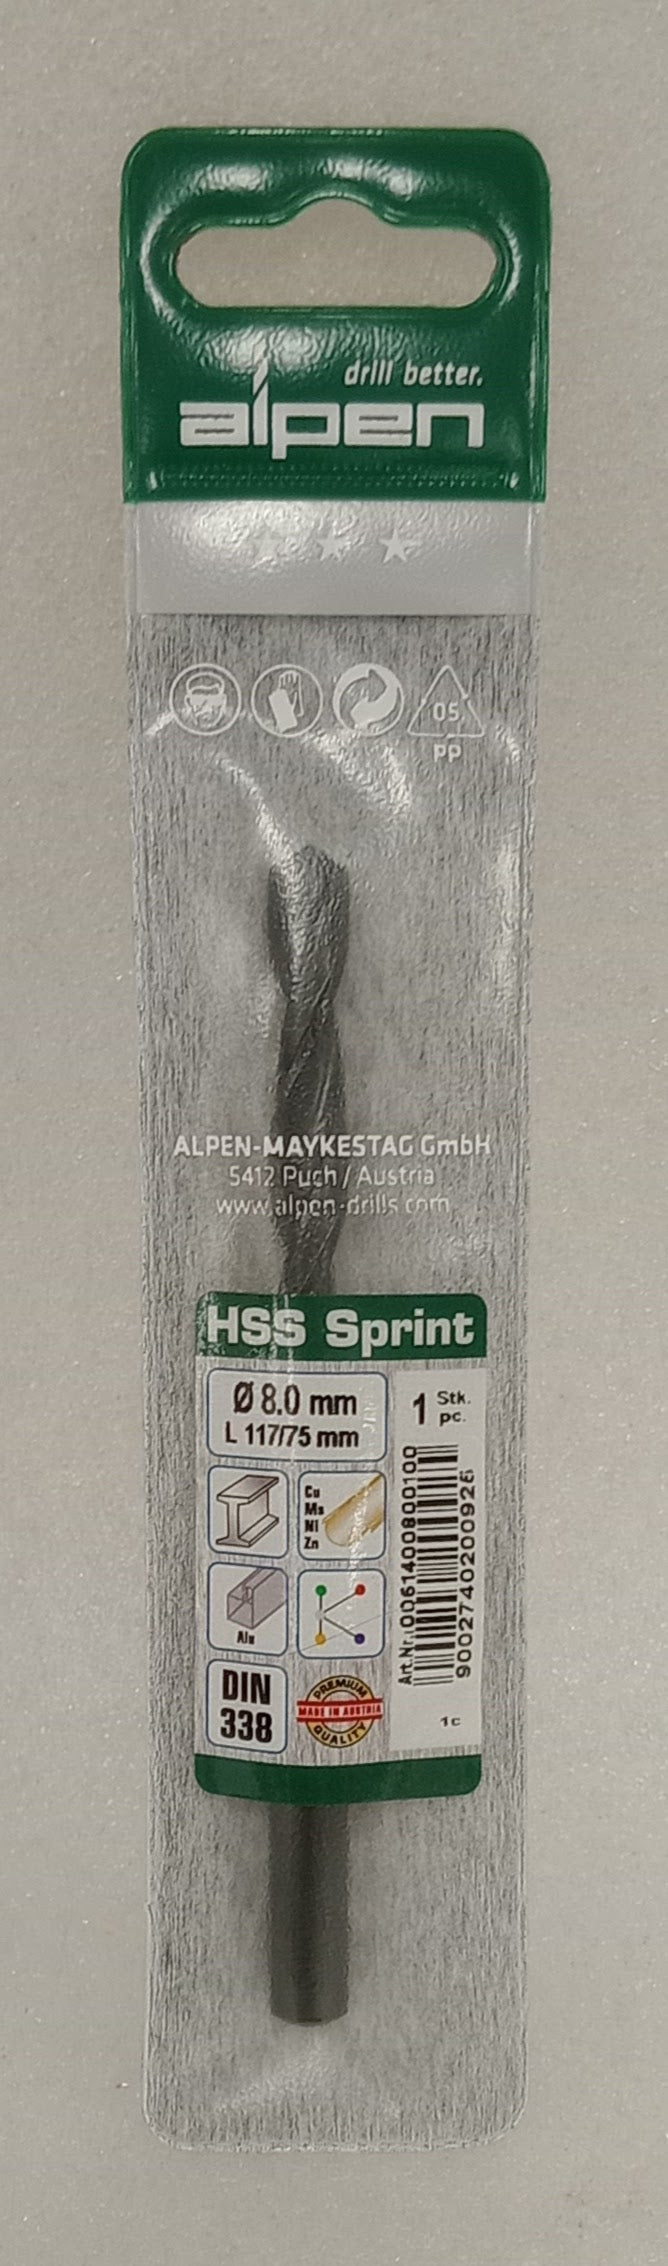 drill better.
alpen
05
PP
ALPEN-MAYKESTAG GmbH
5412 Puch / Austria
www.alpen-drills.com
HSS Sprint
Ø 8.0 mm
L 117/75 mm
1 Stk.
pc.
Cu
Ms
Ni
Zn
Alu
DIN
338
PREMIUM
MADE IN AUSTRIA
QUALITY
Art.Nr.:0061400800100
9002740200926
1c